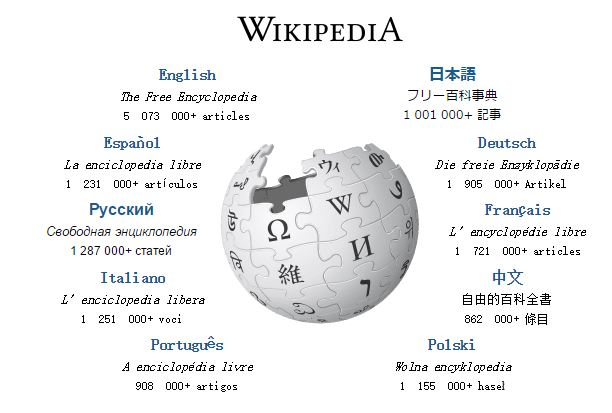 WIKIPEDIA
English
The Free Encyclopedia
5 073 000+ articles
日本語
フリー百科事典
1 001 000+ 記事
Español
La enciclopedia libre
1 231 000+ artículos
Deutsch
Die freie Enzyklopädie
1 905 000+ Artikel
Русский
Свободная энциклопедия
1 287 000+ статей
Français
L'encyclopédie libre
1 721 000+ articles
Italiano
L'enciclopedia libera
1 251 000+ voci
中文
自由的百科全書
862 000+ 條目
Português
A enciclopédia livre
908 000+ artigos
Polski
Wolna encyklopedia
1 155 000+ haseł
ウィ
W
Ω
И
維